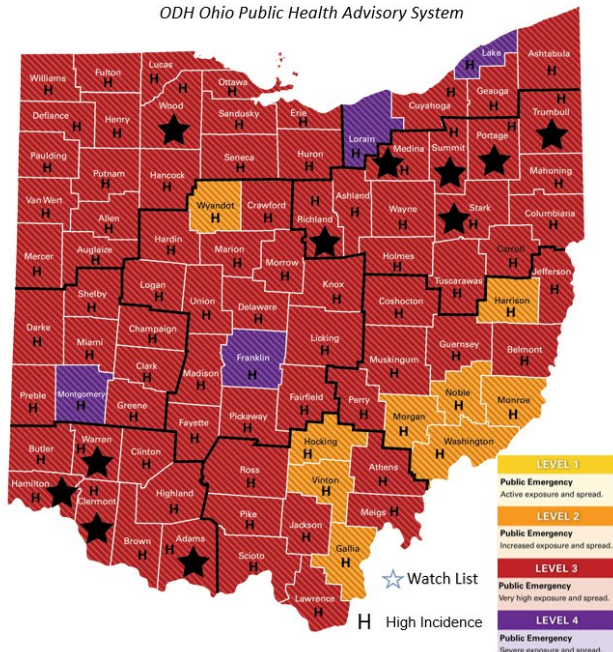 ODH Ohio Public Health Advisory System
Williams
H
Fulton
H
Lucas
H
Ottawa
H
Lake
H
Ashtabula
H
Defiance
H
Henry
H
Wood
Sandusky
H
Erie
H
Lorain
H
Cuyahoga
H
Geauga
H
Trumbull
H
Paulding
H
Putnam
H
Hancock
H
Seneca
H
Huron
H
Medina
H
Summit
H
Portage
H
Mahoning
H
Van Wert
H
Allen
H
Wyandot
H
Crawford
H
Richland
H
Ashland
H
Wayne
H
Stark
H
Columbiana
H
Mercer
H
Auglaize
H
Hardin
H
Marion
H
Morrow
H
Holmes
H
Carroll
H
Jefferson
H
Shelby
H
Logan
H
Union
H
Delaware
H
Knox
H
Coshocton
H
Tuscarawas
H
Harrison
H
Darke
H
Miami
H
Champaign
H
Clark
H
Madison
H
Franklin
H
Licking
H
Muskingum
H
Guernsey
H
Belmont
H
Preble
H
Montgomery
H
Greene
H
Fayette
H
Pickaway
H
Fairfield
H
Perry
H
Morgan
H
Noble
H
Monroe
H
Butler
H
Warren
H
Clinton
H
Ross
H
Hocking
H
Athens
H
Washington
H
Hamilton
H
Clermont
H
Brown
H
Highland
H
Adams
H
Pike
H
Scioto
H
Vinton
H
Jackson
H
Meigs
H
Gallia
H
Lawrence
H
Watch List
H High Incidence
LEVEL 1
Public Emergency
Active exposure and spread.
LEVEL 2
Public Emergency
Increased exposure and spread.
LEVEL 3
Public Emergency
Very high exposure and spread.
LEVEL 4
Public Emergency
Severe exposure and spread.